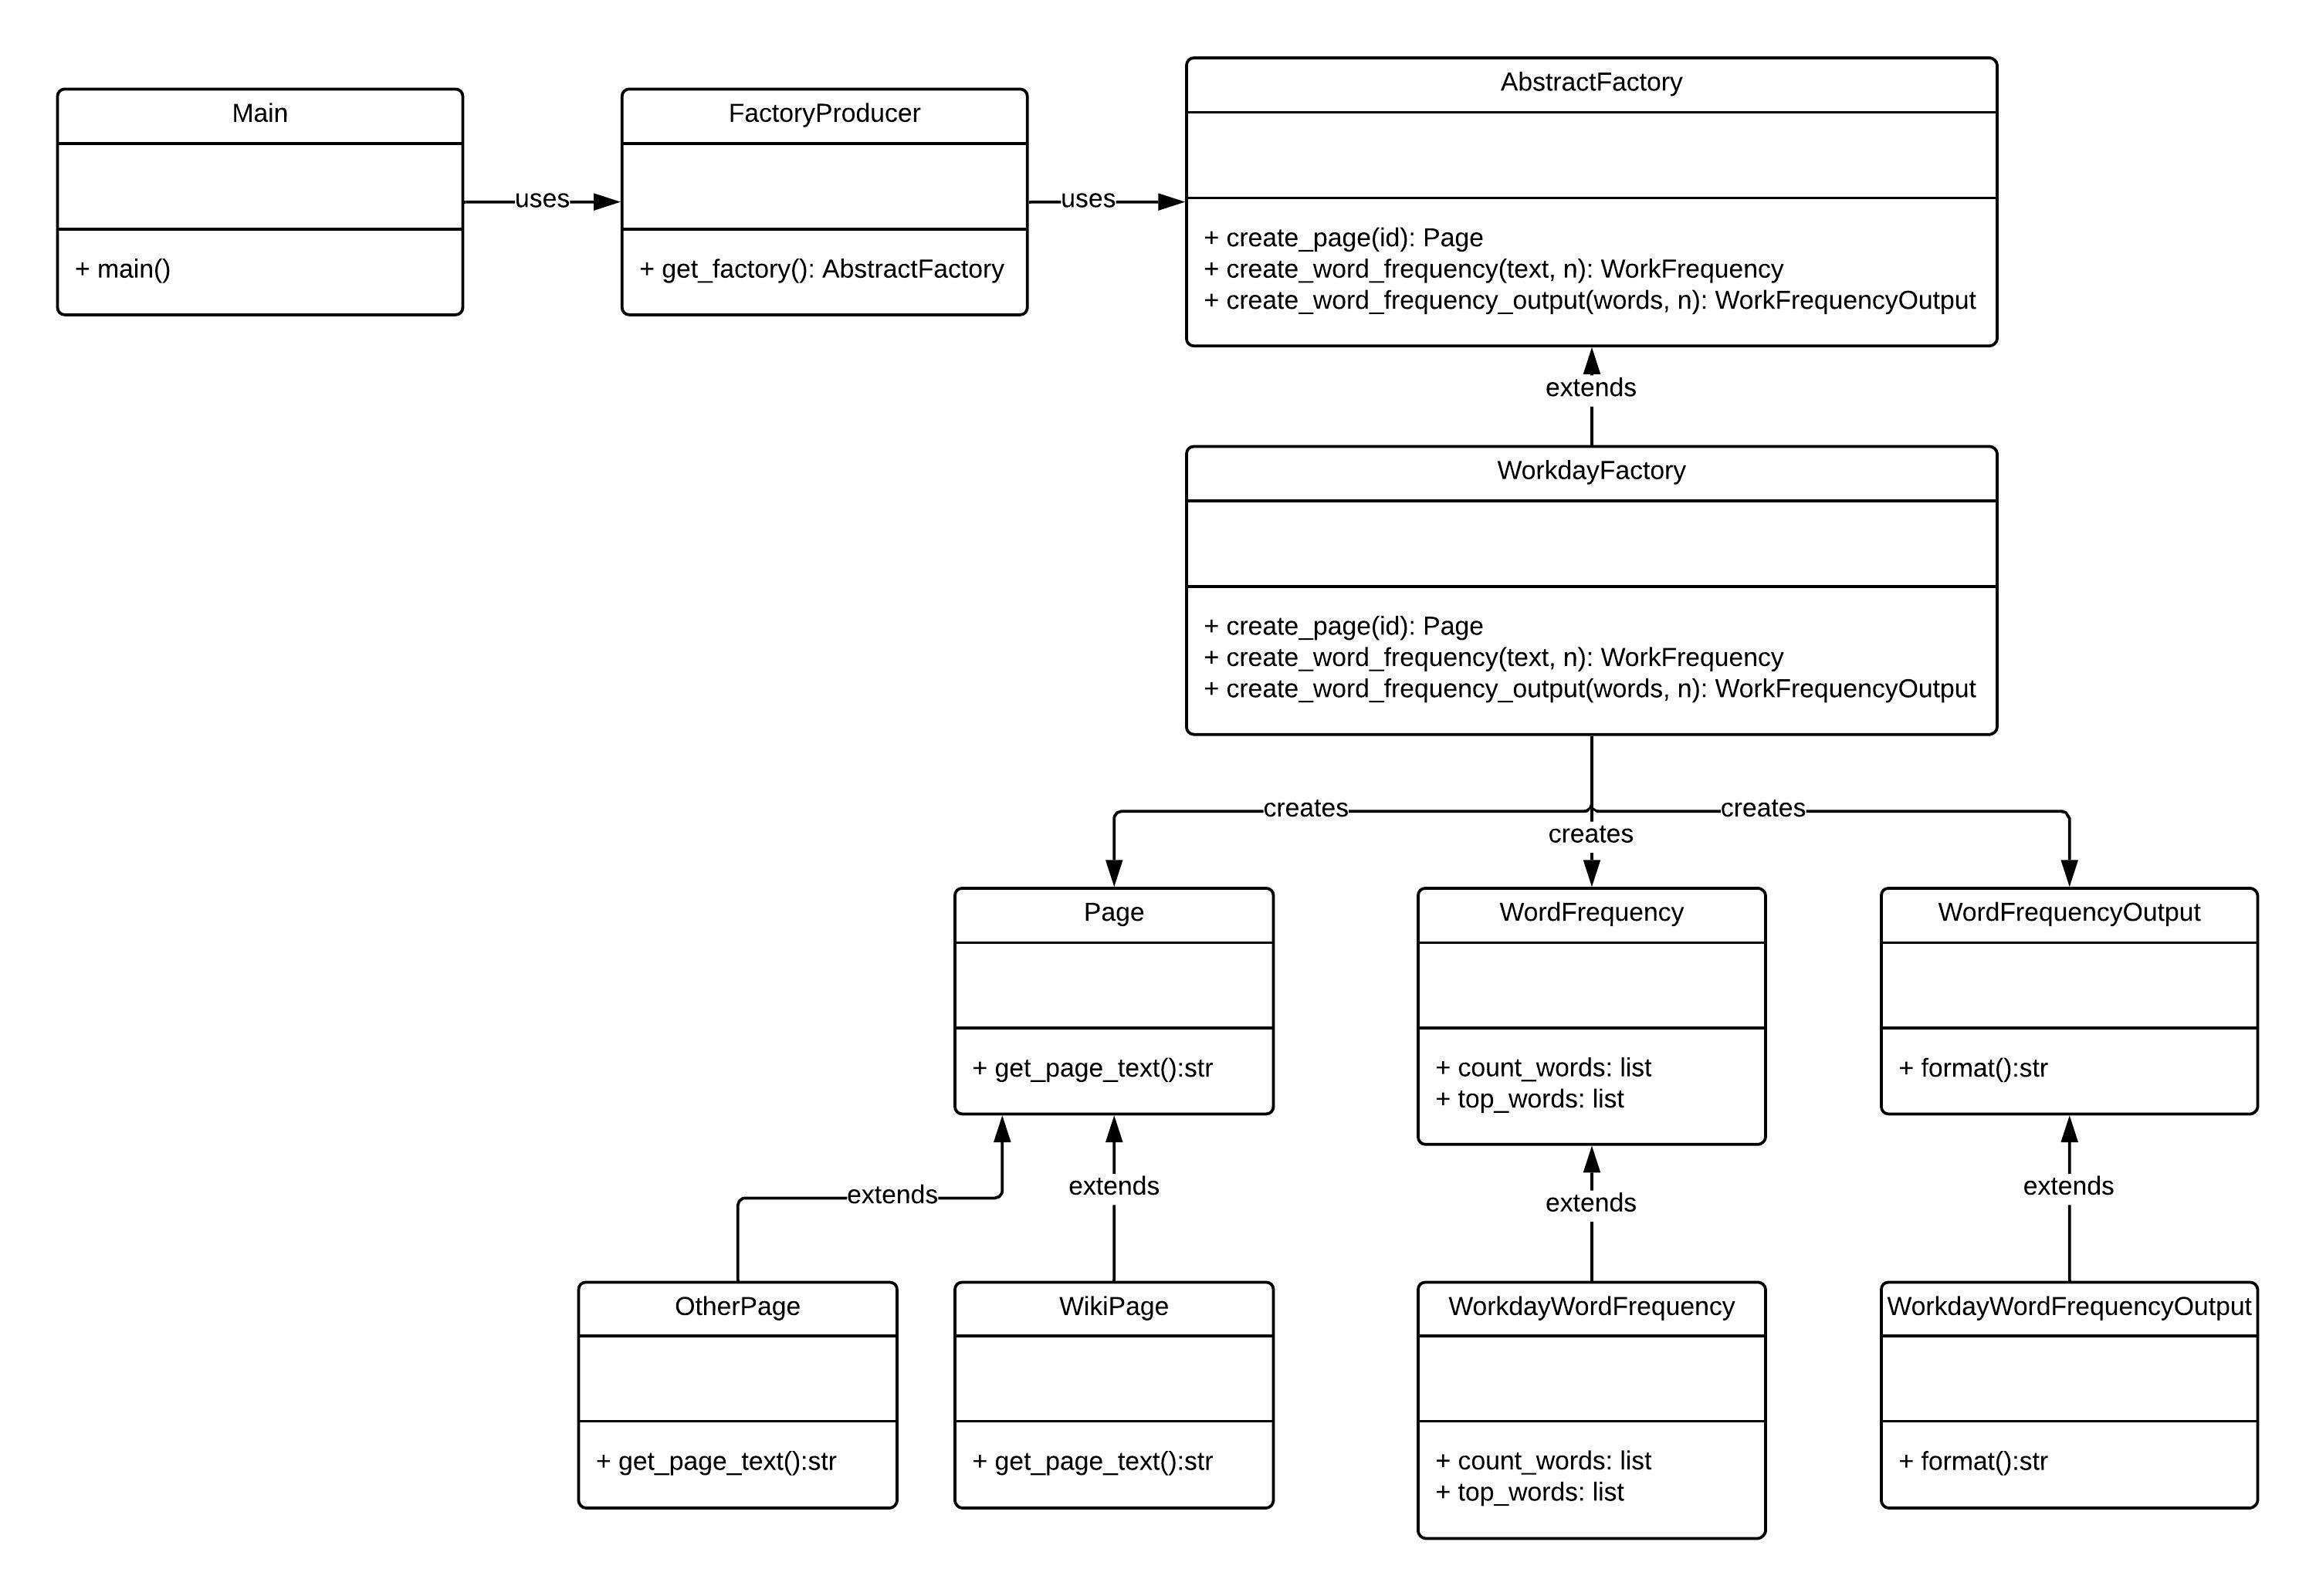 Main
+ main()
uses
FactoryProducer
+ get_factory(): AbstractFactory
uses
AbstractFactory
+ create_page(id): Page
+ create_word_frequency(text, n): WorkFrequency
+ create_word_frequency_output(words, n): WorkFrequencyOutput
extends
WorkdayFactory
+ create_page(id): Page
+ create_word_frequency(text, n): WorkFrequency
+ create_word_frequency_output(words, n): WorkFrequencyOutput
creates
creates
creates
Page
+ get_page_text():str
WordFrequency
+ count_words: list
+ top_words: list
WordFrequencyOutput
+ format():str
extends
extends
extends
extends
OtherPage
+ get_page_text():str
WikiPage
+ get_page_text():str
WorkdayWordFrequency
+ count_words: list
+ top_words: list
WorkdayWordFrequencyOutput
+ format():str